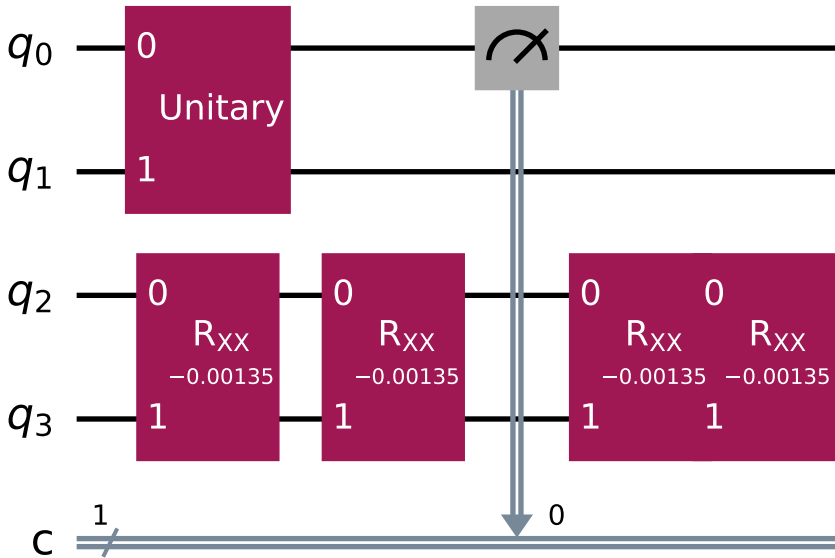 q0 0
Unitary
q1 1
q2 0 0 0 0
RXX RXX RXX RXX
−0.00135 −0.00135 −0.00135 −0.00135
q3 1 1 1 1
1 0
c